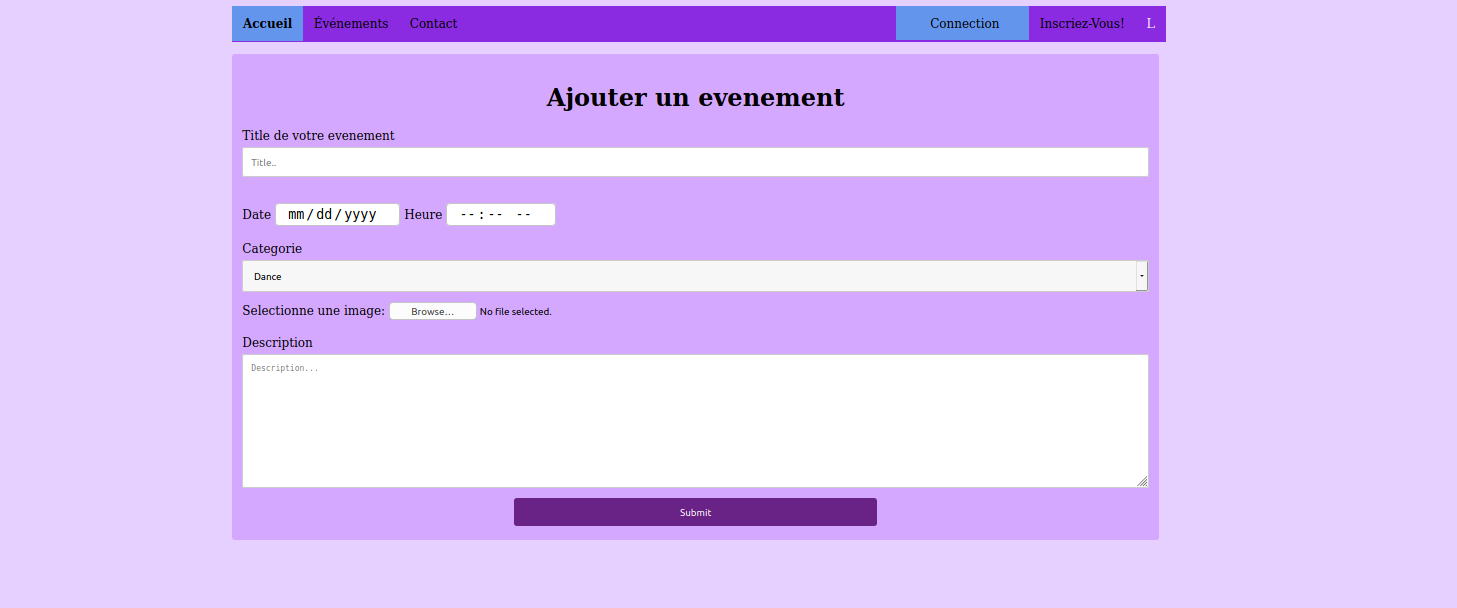 Accueil Événements Contact Connection Inscriez-Vous! L
Ajouter un evenement
Title de votre evenement
Title..
Date mm/dd/yyyy Heure --:-- --
Categorie
Dance
Selectionne une image: Browse... No file selected.
Description
Description...
Submit